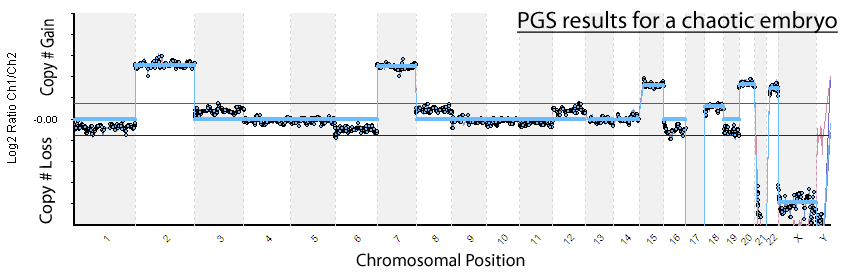 PGS results for a chaotic embryo
Log2 Ratio Ch1/Ch2
Copy # Loss
Copy # Gain
-0.00
1 2 3 4 5 6 7 8 9 10 11 12 13 14 15 16 17 18 19 20 21 22 X Y
Chromosomal Position